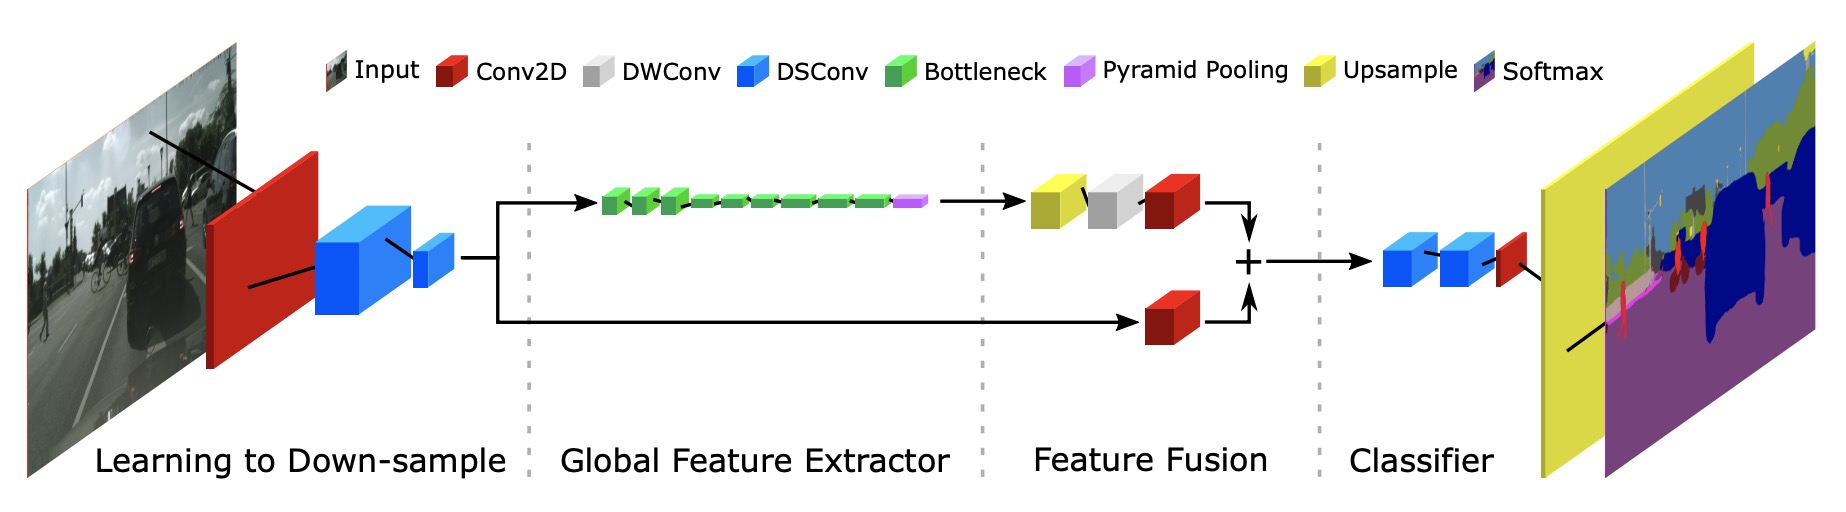 Input Conv2D DWConv DSConv Bottleneck Pyramid Pooling Upsample Softmax
+
Learning to Down-sample Global Feature Extractor Feature Fusion Classifier